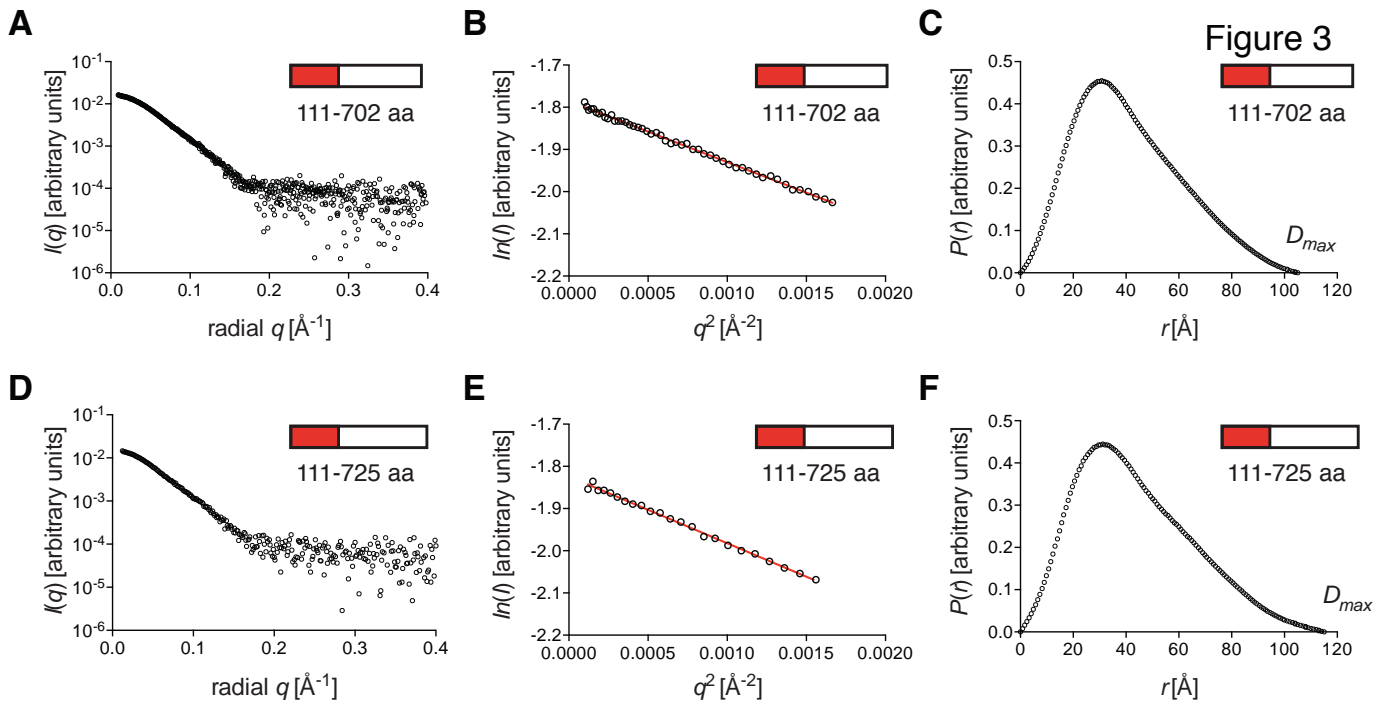 Figure 3
A
I(q) [arbitrary units]
10-1
10-2
10-3
10-4
10-5
10-6
0.0 0.1 0.2 0.3 0.4
radial q [Å-1]
111-702 aa
B
ln(I) [arbitrary units]
-1.7
-1.8
-1.9
-2.0
-2.1
-2.2
0.0000 0.0005 0.0010 0.0015 0.0020
q2 [Å-2]
111-702 aa
C
P(r) [arbitrary units]
0.5
0.4
0.3
0.2
0.1
0.0
0 20 40 60 80 100 120
r [Å]
111-702 aa
Dmax
D
I(q) [arbitrary units]
10-1
10-2
10-3
10-4
10-5
10-6
0.0 0.1 0.2 0.3 0.4
radial q [Å-1]
111-725 aa
E
ln(I) [arbitrary units]
-1.7
-1.8
-1.9
-2.0
-2.1
-2.2
0.0000 0.0005 0.0010 0.0015 0.0020
q2 [Å-2]
111-725 aa
F
P(r) [arbitrary units]
0.5
0.4
0.3
0.2
0.1
0.0
0 20 40 60 80 100 120
r [Å]
111-725 aa
Dmax